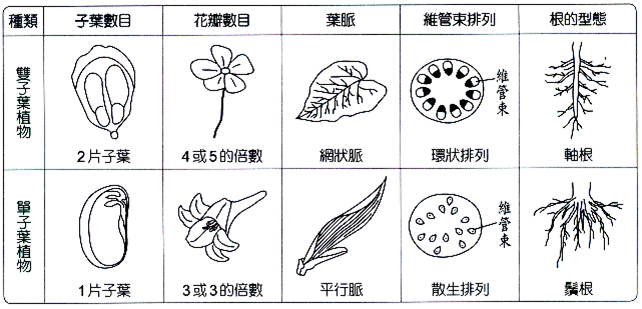 種類 子葉數目 花瓣數目 葉脈 維管束排列 根的型態
雙子葉植物
維管束
2片子葉 4或5的倍數 網狀脈 環狀排列 軸根
單子葉植物
維管束
1片子葉 3或3的倍數 平行脈 散生排列 鬚根